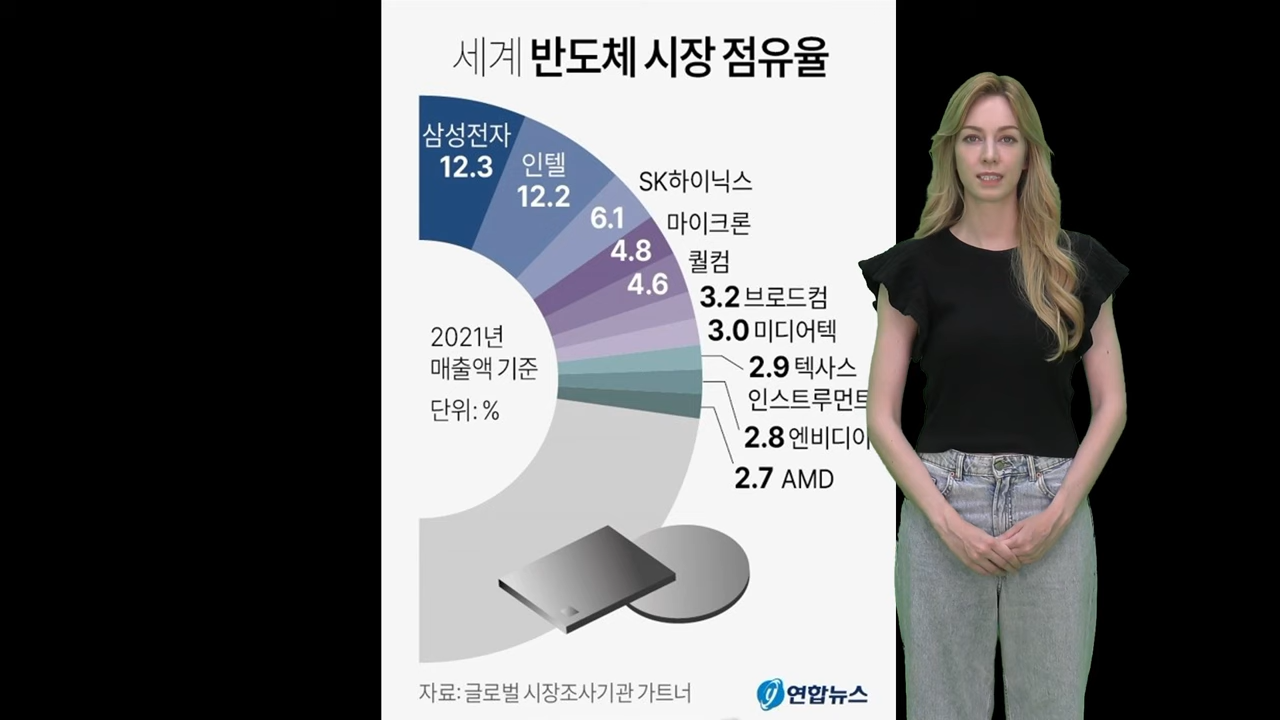 세계 반도체 시장 점유율
삼성전자
12.3
인텔
12.2
SK하이닉스
6.1
마이크론
4.8
퀄컴
4.6
3.2 브로드컴
3.0 미디어텍
2.9 텍사스
인스트루먼트
2.8 엔비디아
2.7 AMD
2021년
매출액 기준
단위: %
자료: 글로벌 시장조사기관 가트너
연합뉴스